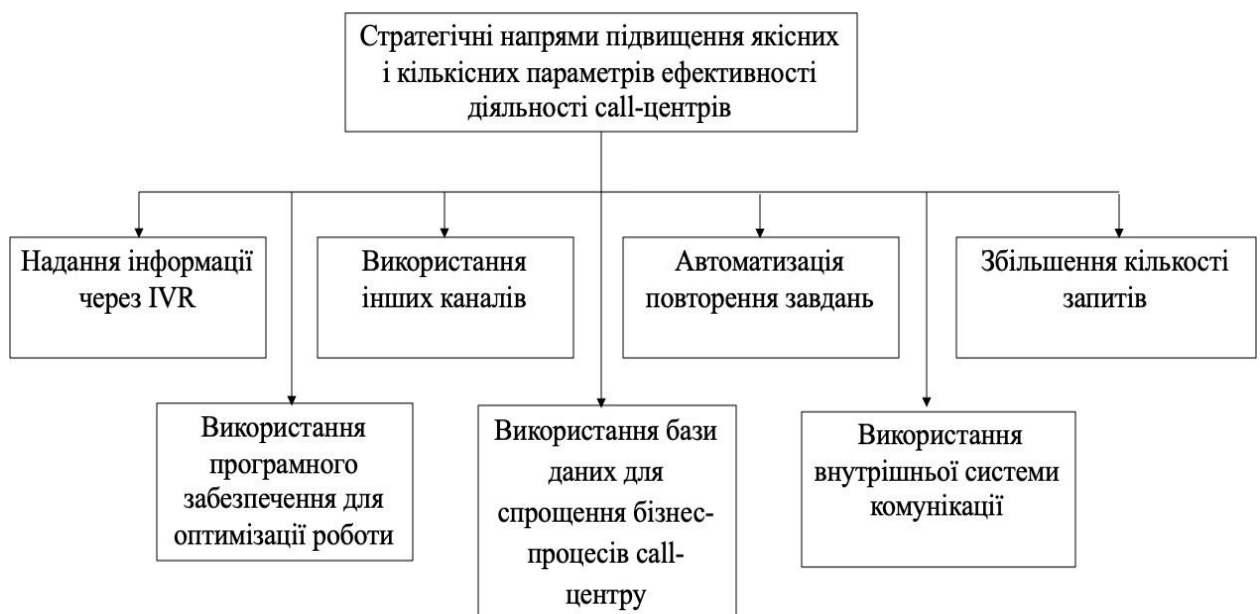 Стратегічні напрями підвищення якісних
і кількісних параметрів ефективності
діяльності call-центрів
Надання інформації
через IVR
Використання
інших каналів
Автоматизація
повторення завдань
Збільшення кількості
запитів
Використання
програмного
забезпечення для
оптимізації роботи
Використання бази
даних для
спрощення бізнес-
процесів call-
центру
Використання
внутрішньої системи
комунікації